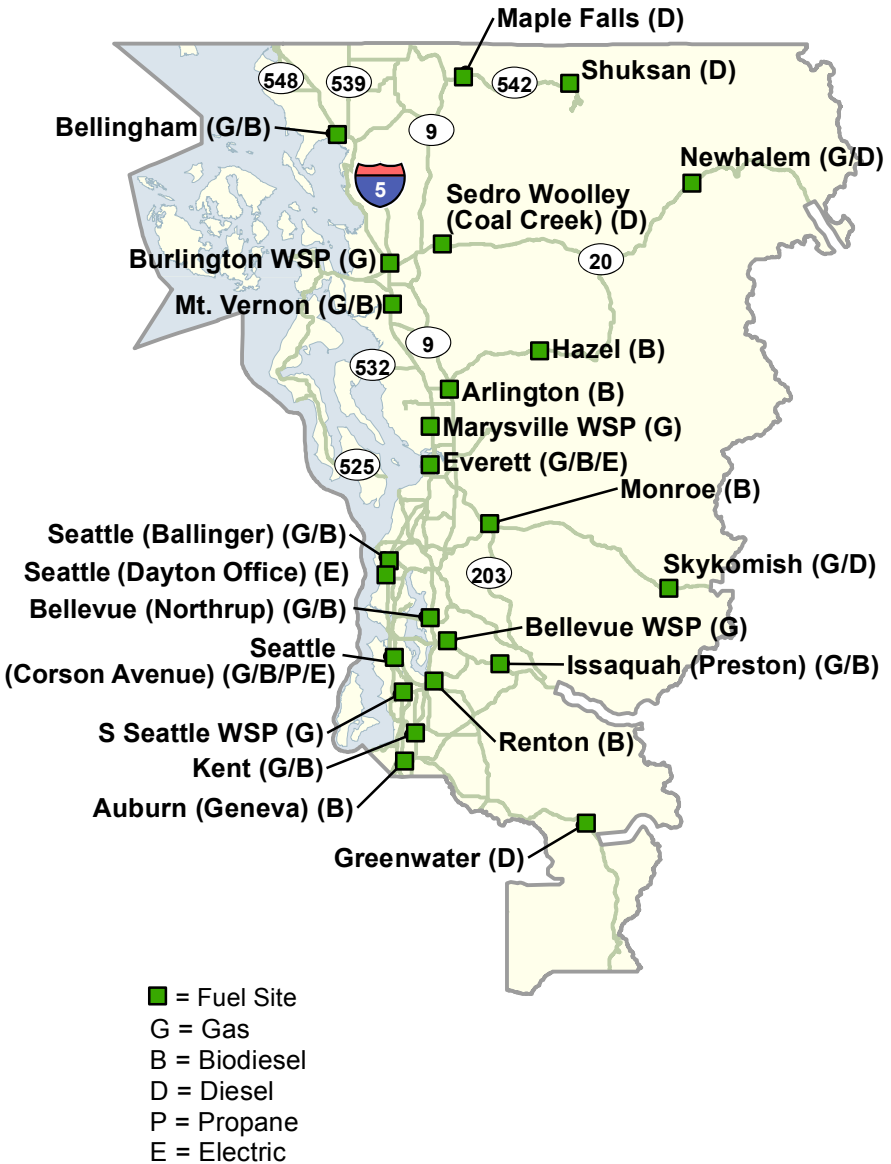 Maple Falls (D)
548
539
542
Shuksan (D)
Bellingham (G/B)
9
Newhalem (G/D)
5
Sedro Woolley
(Coal Creek) (D)
Burlington WSP (G)
20
Mt. Vernon (G/B)
9
Hazel (B)
532
Arlington (B)
Marysville WSP (G)
525
Everett (G/B/E)
Monroe (B)
Seattle (Ballinger) (G/B)
Seattle (Dayton Office) (E)
203
Skykomish (G/D)
Bellevue (Northrup) (G/B)
Bellevue WSP (G)
Seattle
(Corson Avenue) (G/B/P/E)
Issaquah (Preston) (G/B)
S Seattle WSP (G)
Renton (B)
Kent (G/B)
Auburn (Geneva) (B)
Greenwater (D)
= Fuel Site
G = Gas
B = Biodiesel
D = Diesel
P = Propane
E = Electric